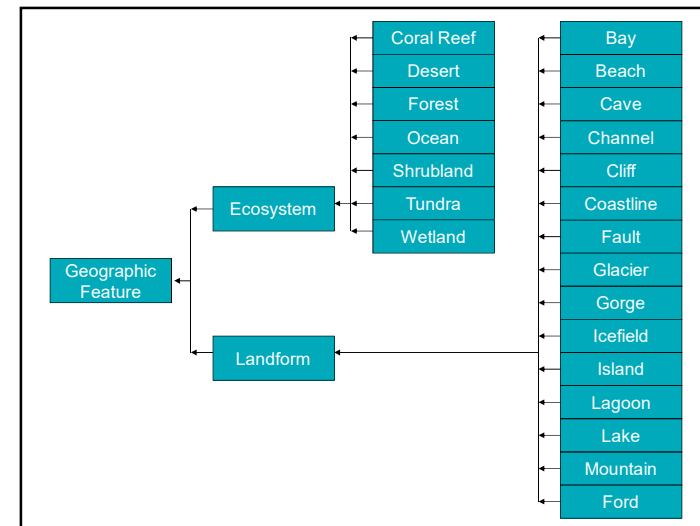 Geographic
Feature
Ecosystem
Landform
Coral Reef
Desert
Forest
Ocean
Shrubland
Tundra
Wetland
Bay
Beach
Cave
Channel
Cliff
Coastline
Fault
Glacier
Gorge
Icefield
Island
Lagoon
Lake
Mountain
Ford